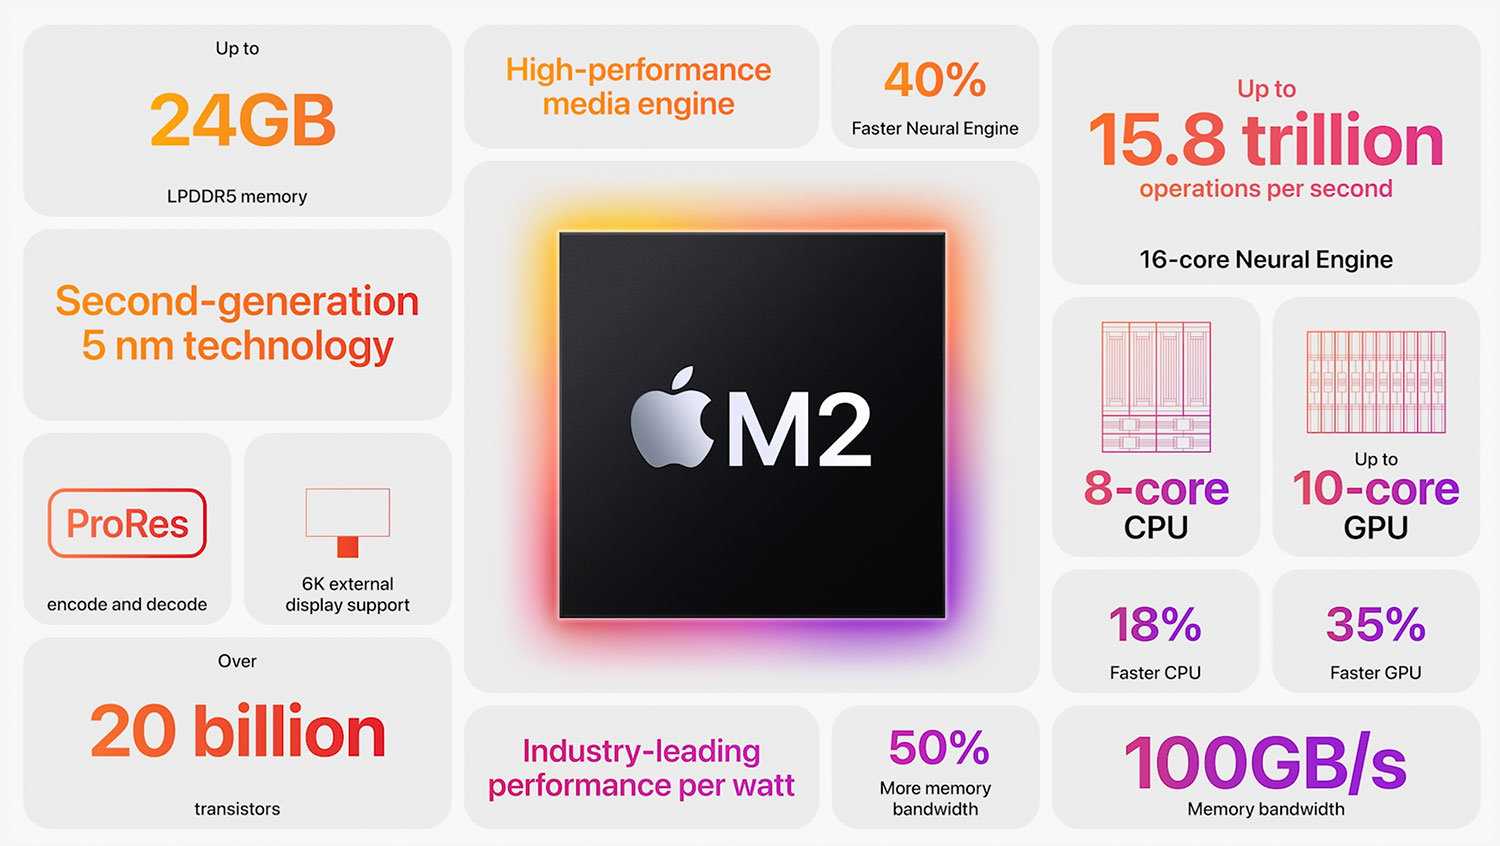 Up to
24GB
LPDDR5 memory
High-performance
media engine
40%
Faster Neural Engine
Up to
15.8 trillion
operations per second
16-core Neural Engine
Second-generation
5 nm technology
M2
8-core
CPU
Up to
10-core
GPU
ProRes
encode and decode
6K external
display support
18%
Faster CPU
35%
Faster GPU
Over
20 billion
transistors
Industry-leading
performance per watt
50%
More memory
bandwidth
100GB/s
Memory bandwidth